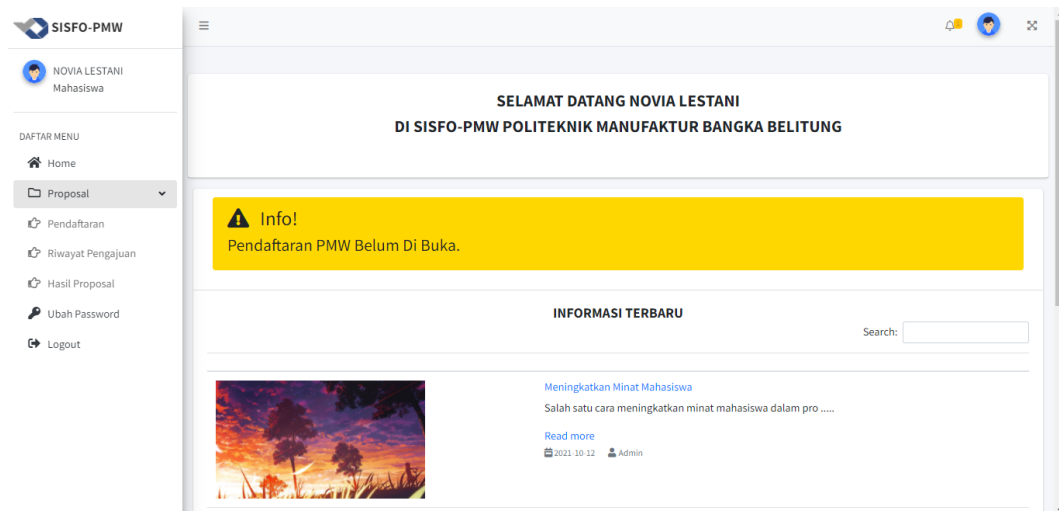 SISFO-PMW
NOVIA LESTANI
Mahasiswa
DAFTAR MENU
Home
Proposal
Pendaftaran
Riwayat Pengajuan
Hasil Proposal
Ubah Password
Logout
SELAMAT DATANG NOVIA LESTANI
DI SISFO-PMW POLITEKNIK MANUFAKTUR BANGKA BELITUNG
Info!
Pendaftaran PMW Belum Di Buka.
INFORMASI TERBARU
Search:
Meningkatkan Minat Mahasiswa
Salah satu cara meningkatkan minat mahasiswa dalam pro .....
Read more
2021-10-12 Admin